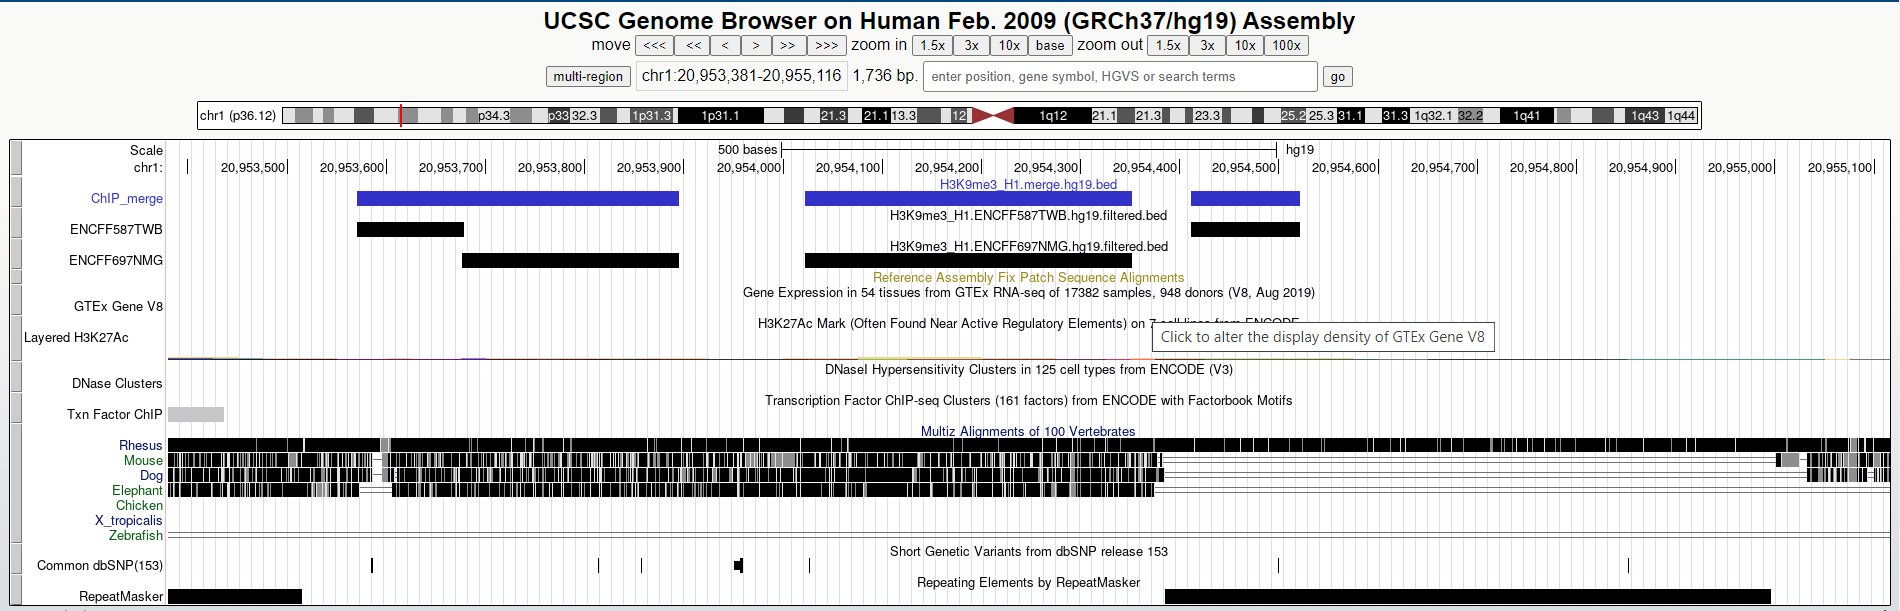 UCSC Genome Browser on Human Feb. 2009 (GRCh37/hg19) Assembly
move <<< << < > >> >>> zoom in 1.5x 3x 10x base zoom out 1.5x 3x 10x 100x
multi-region chr1:20,953,381-20,955,116 1,736 bp. enter position, gene symbol, HGVS or search terms go
chr1 (p36.12) p34.3 p33 32.3 1p31.3 1p31.1 21.3 21.1 13.3 12 1q12 21.1 21.3 23.3 25.2 25.3 31.1 31.3 1q32.1 32.2 1q41 1q43 1q44
Scale 500 bases hg19
chr1: 20,953,500 20,953,600 20,953,700 20,953,800 20,953,900 20,954,000 20,954,100 20,954,200 20,954,300 20,954,400 20,954,500 20,954,600 20,954,700 20,954,800 20,954,900 20,955,000 20,955,100
H3K9me3_H1.merge.hg19.bed
ChIP_merge
H3K9me3_H1.ENCFF587TWB.hg19.filtered.bed
ENCFF587TWB
H3K9me3_H1.ENCFF697NMG.hg19.filtered.bed
ENCFF697NMG
Reference Assembly Fix Patch Sequence Alignments
Gene Expression in 54 tissues from GTEx RNA-seq of 17382 samples, 948 donors (V8, Aug 2019)
GTEx Gene V8
H3K27Ac Mark (Often Found Near Active Regulatory Elements) on 7 cell lines from ENCODE
Layered H3K27Ac
Click to alter the display density of GTEx Gene V8
DNaseI Hypersensitivity Clusters in 125 cell types from ENCODE (V3)
DNase Clusters
Transcription Factor ChIP-seq Clusters (161 factors) from ENCODE with Factorbook Motifs
Txn Factor ChIP
Multiz Alignments of 100 Vertebrates
Rhesus
Mouse
Dog
Elephant
Chicken
X_tropicalis
Zebrafish
Short Genetic Variants from dbSNP release 153
Common dbSNP(153)
Repeating Elements by RepeatMasker
RepeatMasker